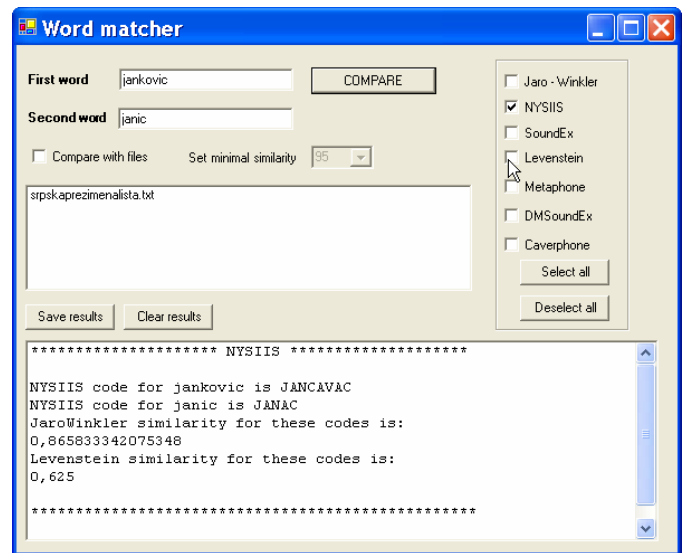 Word matcher
First word jankovic COMPARE
Second word janic
Compare with files Set minimal similarity 95
Jaro - Winkler
NYSIIS
SoundEx
Levenstein
Metaphone
DMSoundEx
Caverphone
Select all
Deselect all
srpskaprezimenalista.txt
Save results Clear results
********************* NYSIIS ********************
NYSIIS code for jankovic is JANCAVAC
NYSIIS code for janic is JANAC
JaroWinkler similarity for these codes is:
0,865833342075348
Levenstein similarity for these codes is:
0,625
**************************************************